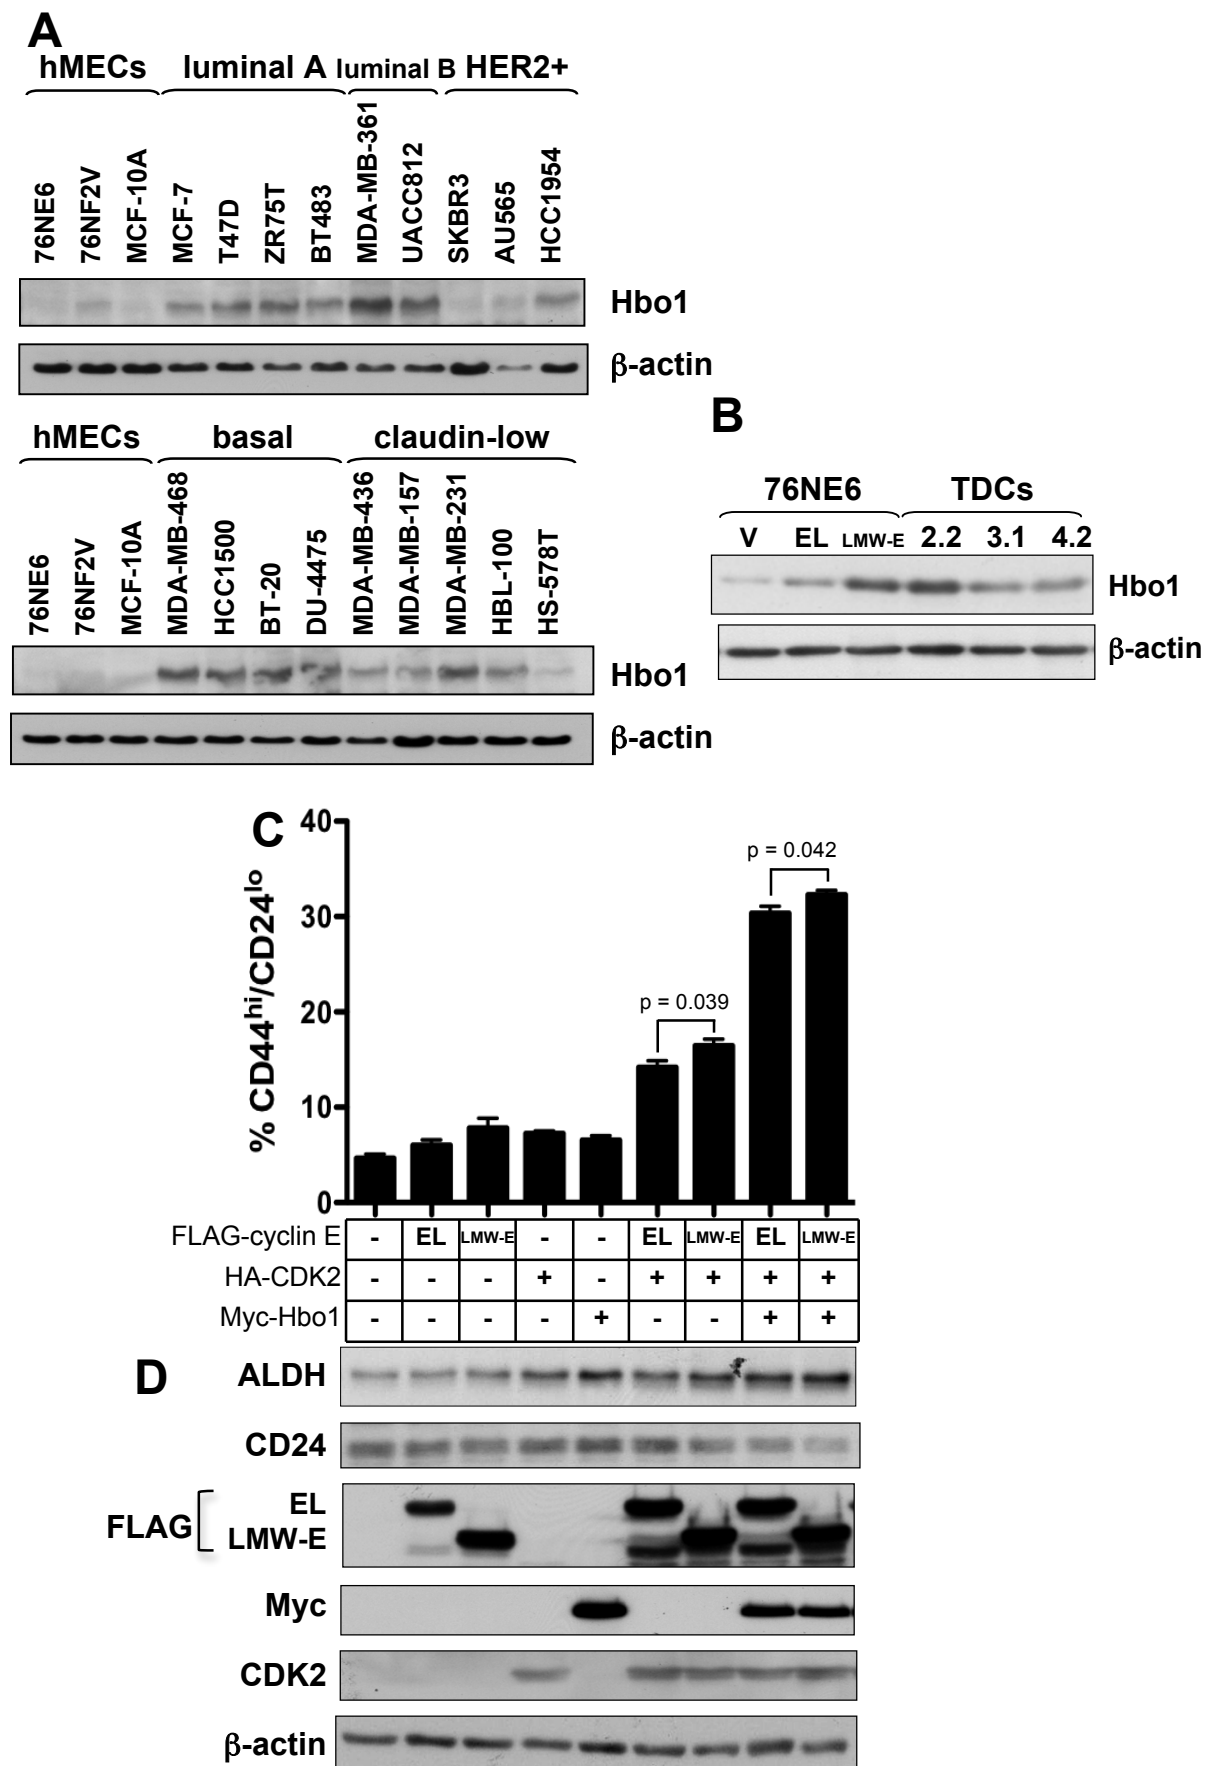 A
hMECs luminal A luminal B HER2+
76NE6 76NF2V MCF-10A MCF-7 T47D ZR75T BT483 MDA-MB-361 UACC812 SKBR3 AU565 HCC1954
Hbo1
β-actin
hMECs basal claudin-low
76NE6 76NF2V MCF-10A MDA-MB-468 HCC1500 BT-20 DU-4475 MDA-MB-436 MDA-MB-157 MDA-MB-231 HBL-100 HS-578T
Hbo1
β-actin
B
76NE6 TDCs
V EL LMW-E 2.2 3.1 4.2
Hbo1
β-actin
C
% CD44hi/CD24lo
40
30
20
10
0
p = 0.039
p = 0.042
FLAG-cyclin E - EL LMW-E - - EL LMW-E EL LMW-E
HA-CDK2 - - - + - + + + +
Myc-Hbo1 - - - - + - - + +
D
ALDH
CD24
FLAG
EL
LMW-E
Myc
CDK2
β-actin